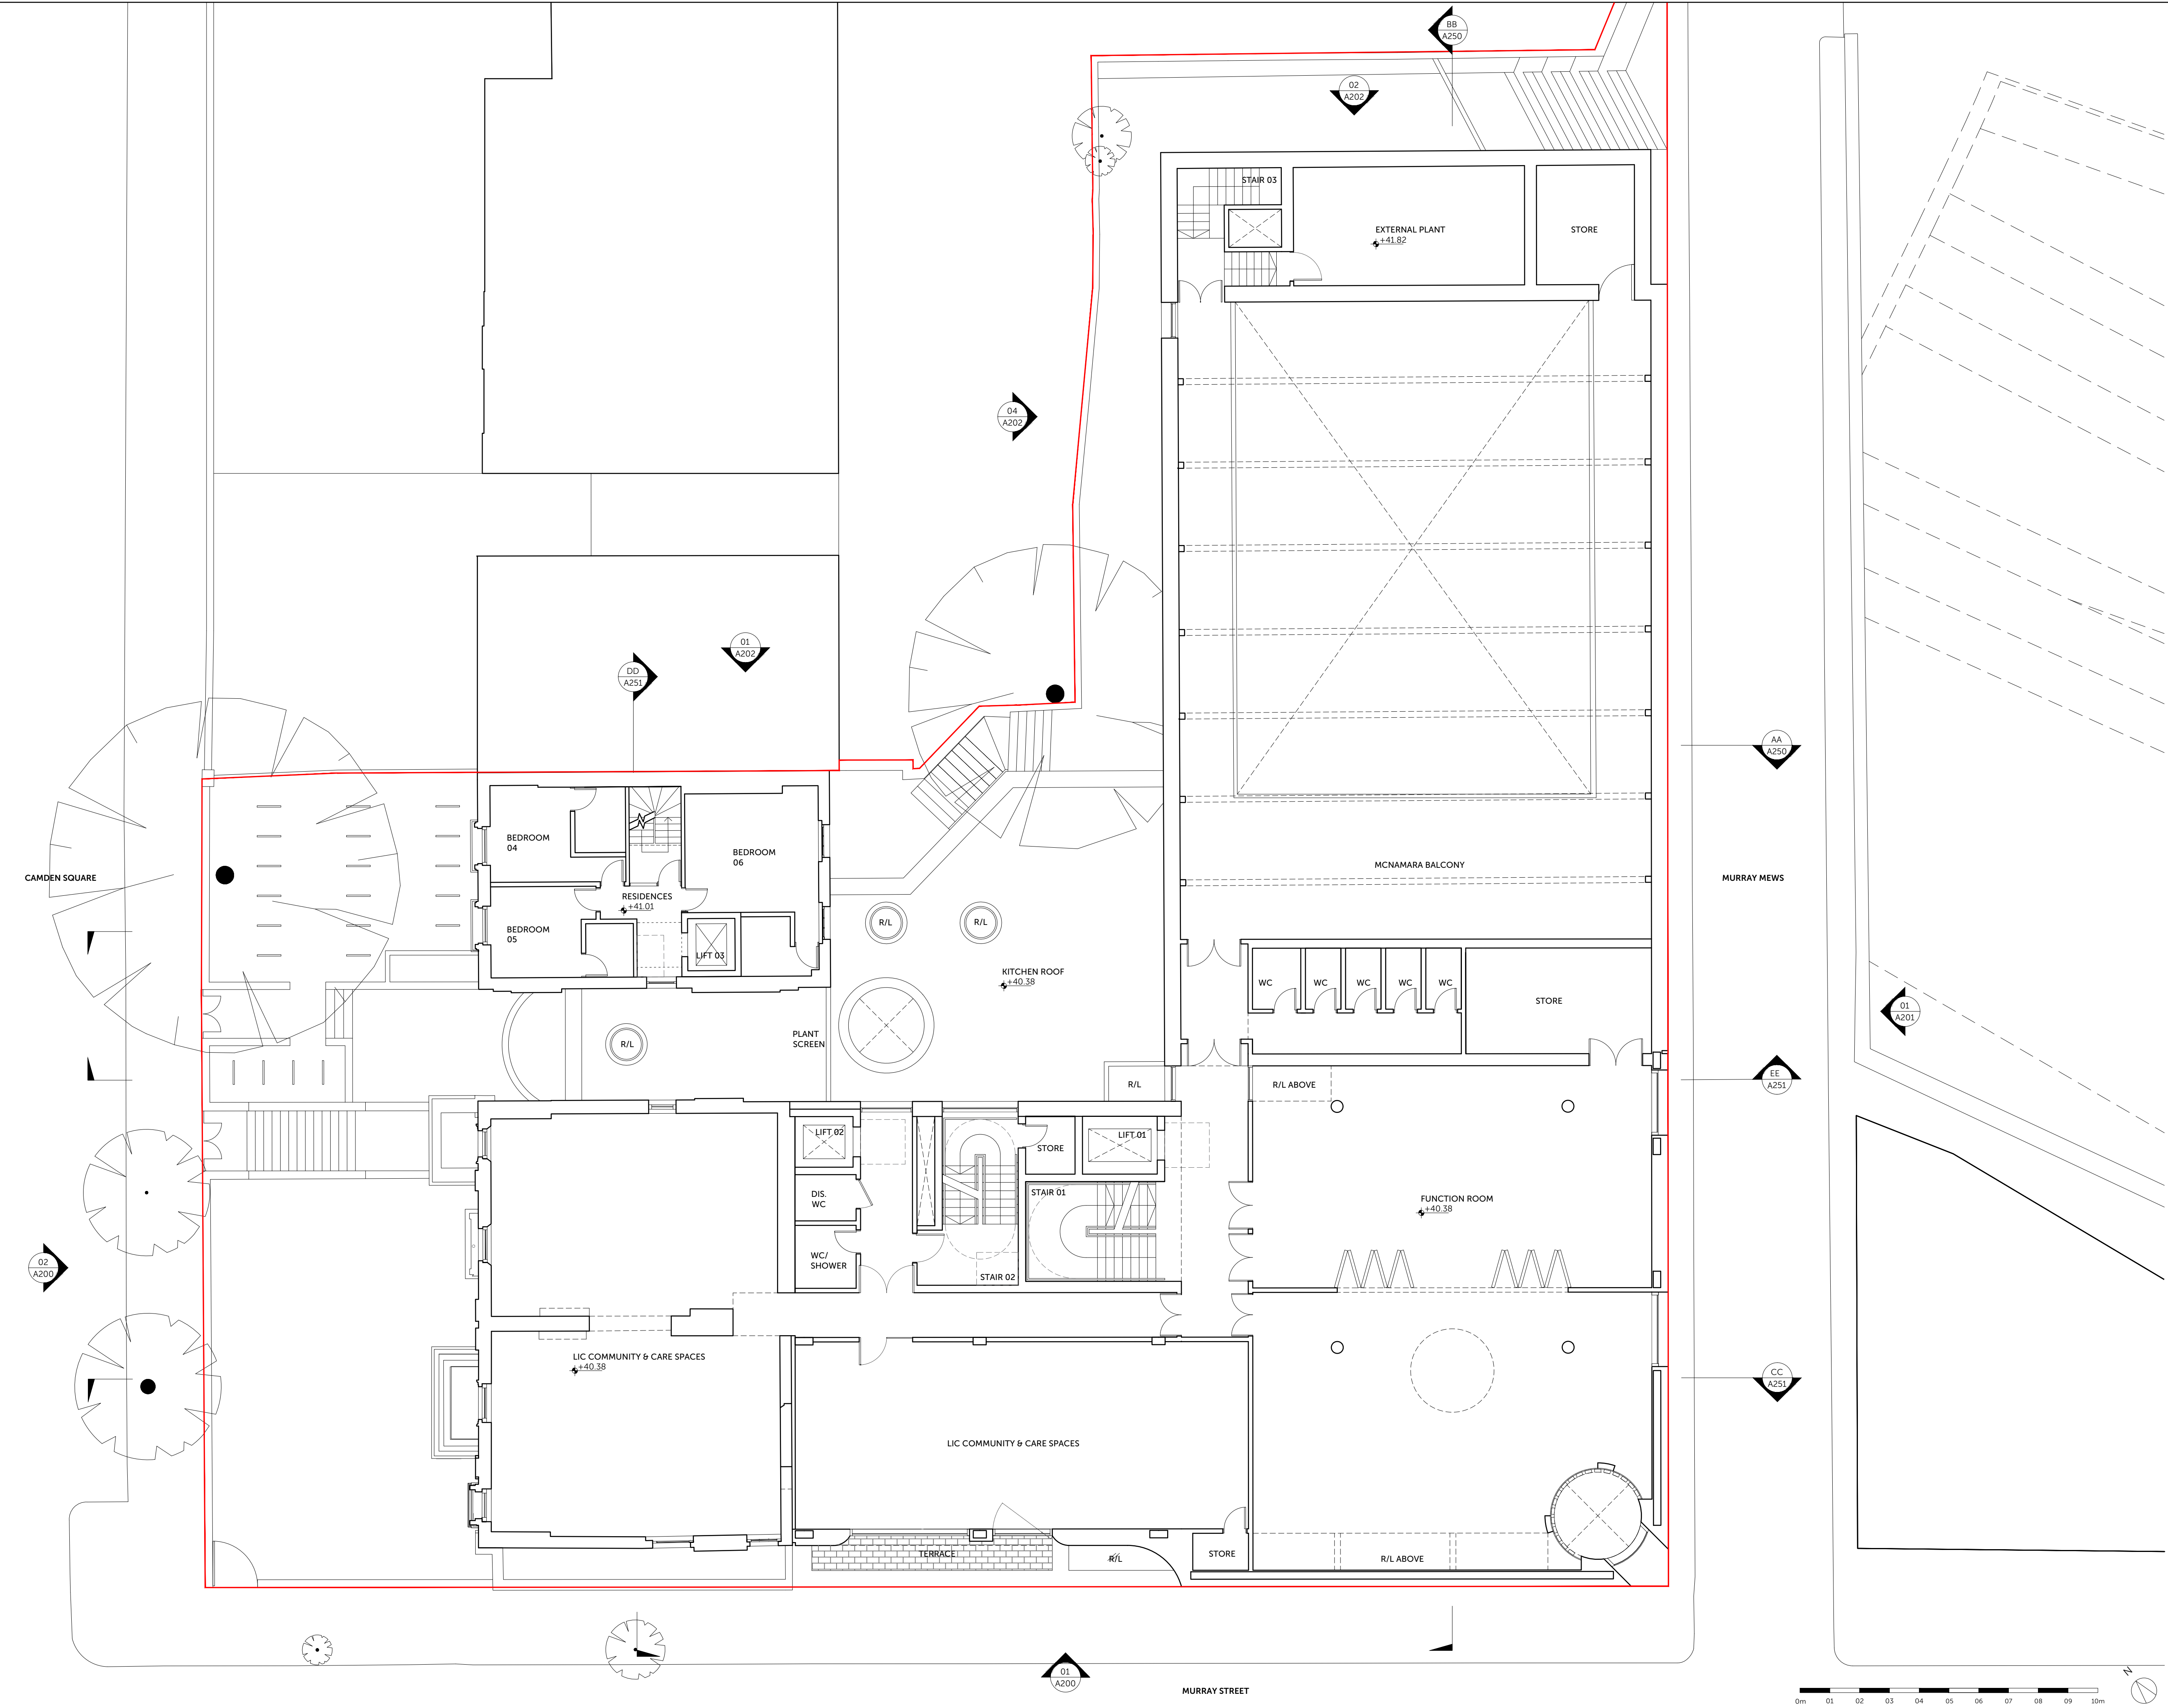 BB
A250
02
A202
STAIR 03
EXTERNAL PLANT
+41.82
STORE
04
A202
01
A202
DD
A251
AA
A250
BEDROOM
04
BEDROOM
06
MCNAMARA BALCONY
CAMDEN SQUARE
MURRAY MEWS
RESIDENCES
+41.01
BEDROOM
05
LIFT 03
R/L
R/L
KITCHEN ROOF
+40.38
WC
WC
WC
WC
WC
STORE
01
A201
PLANT
SCREEN
R/L
EE
A251
R/L
R/L ABOVE
LIFT 02
LIFT 01
STORE
DIS.
WC
STAIR 01
FUNCTION ROOM
+40.38
WC/
SHOWER
STAIR 02
02
A200
LIC COMMUNITY & CARE SPACES
+40.38
CC
A251
LIC COMMUNITY & CARE SPACES
TERRACE
R/L
STORE
R/L ABOVE
01
A200
MURRAY STREET
N
0m 01 02 03 04 05 06 07 08 09 10m